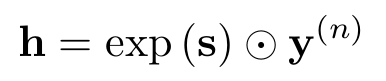 h = exp (s) ⊙ y^(n)